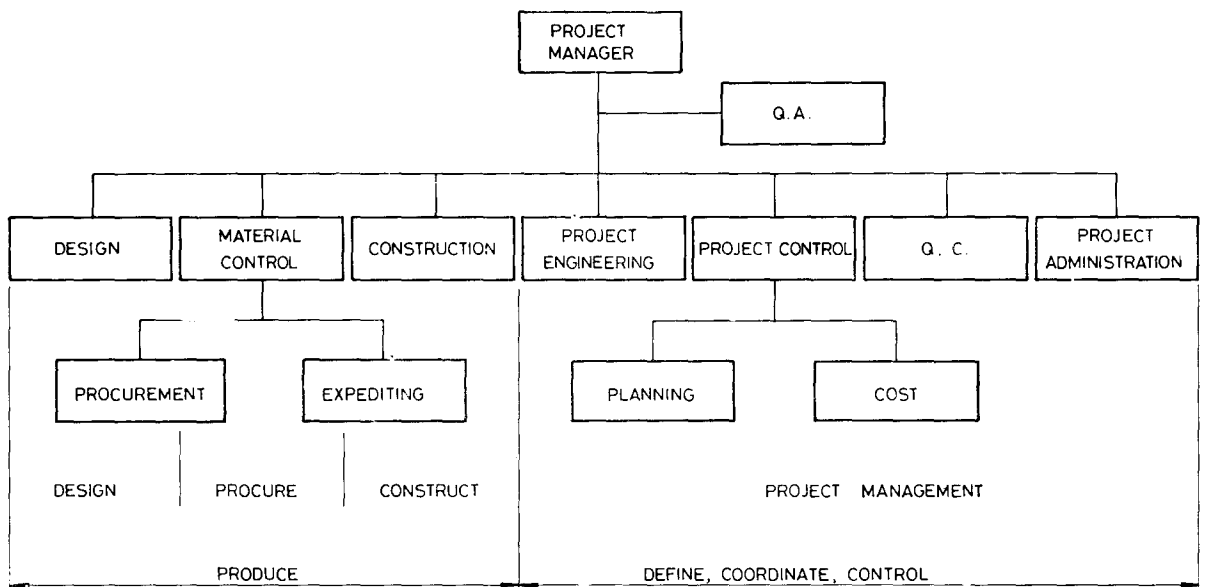 PROJECT
MANAGER
Q.A.
DESIGN
MATERIAL
CONTROL
CONSTRUCTION
PROJECT
ENGINEERING
PROJECT CONTROL
Q. C.
PROJECT
ADMINISTRATION
PROCUREMENT
EXPEDITING
PLANNING
COST
DESIGN
PROCURE
CONSTRUCT
PROJECT MANAGEMENT
PRODUCE
DEFINE, COORDINATE, CONTROL